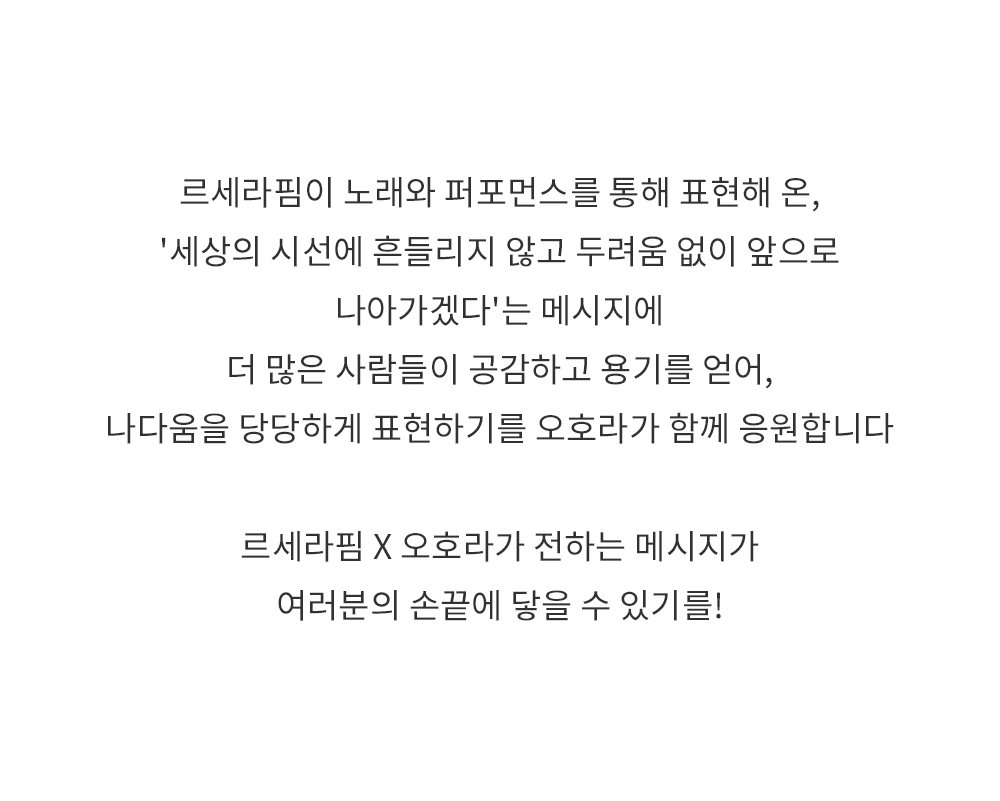 르세라핌이 노래와 퍼포먼스를 통해 표현해 온,
'세상의 시선에 흔들리지 않고 두려움 없이 앞으로
나아가겠다'는 메시지에
더 많은 사람들이 공감하고 용기를 얻어,
나다움을 당당하게 표현하기를 오호라가 함께 응원합니다
르세라핌 X 오호라가 전하는 메시지가
여러분의 손끝에 닿을 수 있기를!